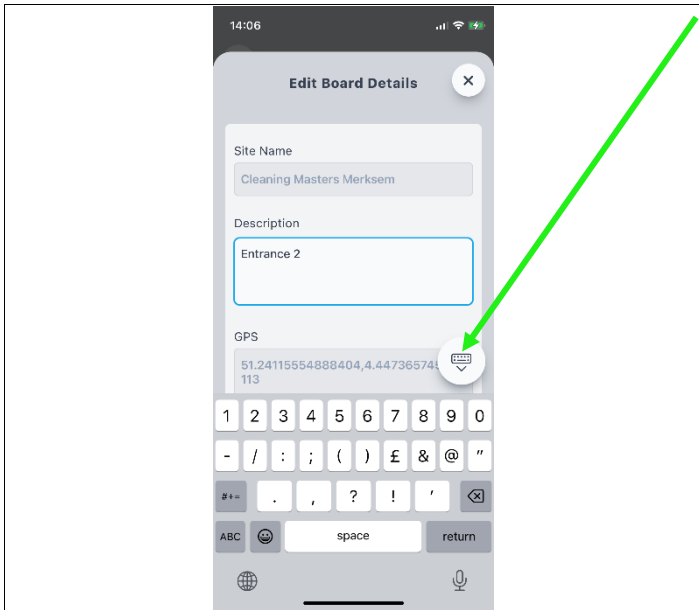 14:06
Edit Board Details
Site Name
Cleaning Masters Merksem
Description
Entrance 2
GPS
51.24115554888404,4.44736574
113
1 2 3 4 5 6 7 8 9 0
- / : ; ( ) £ & @ "
#+= . , ? ! '
ABC space return